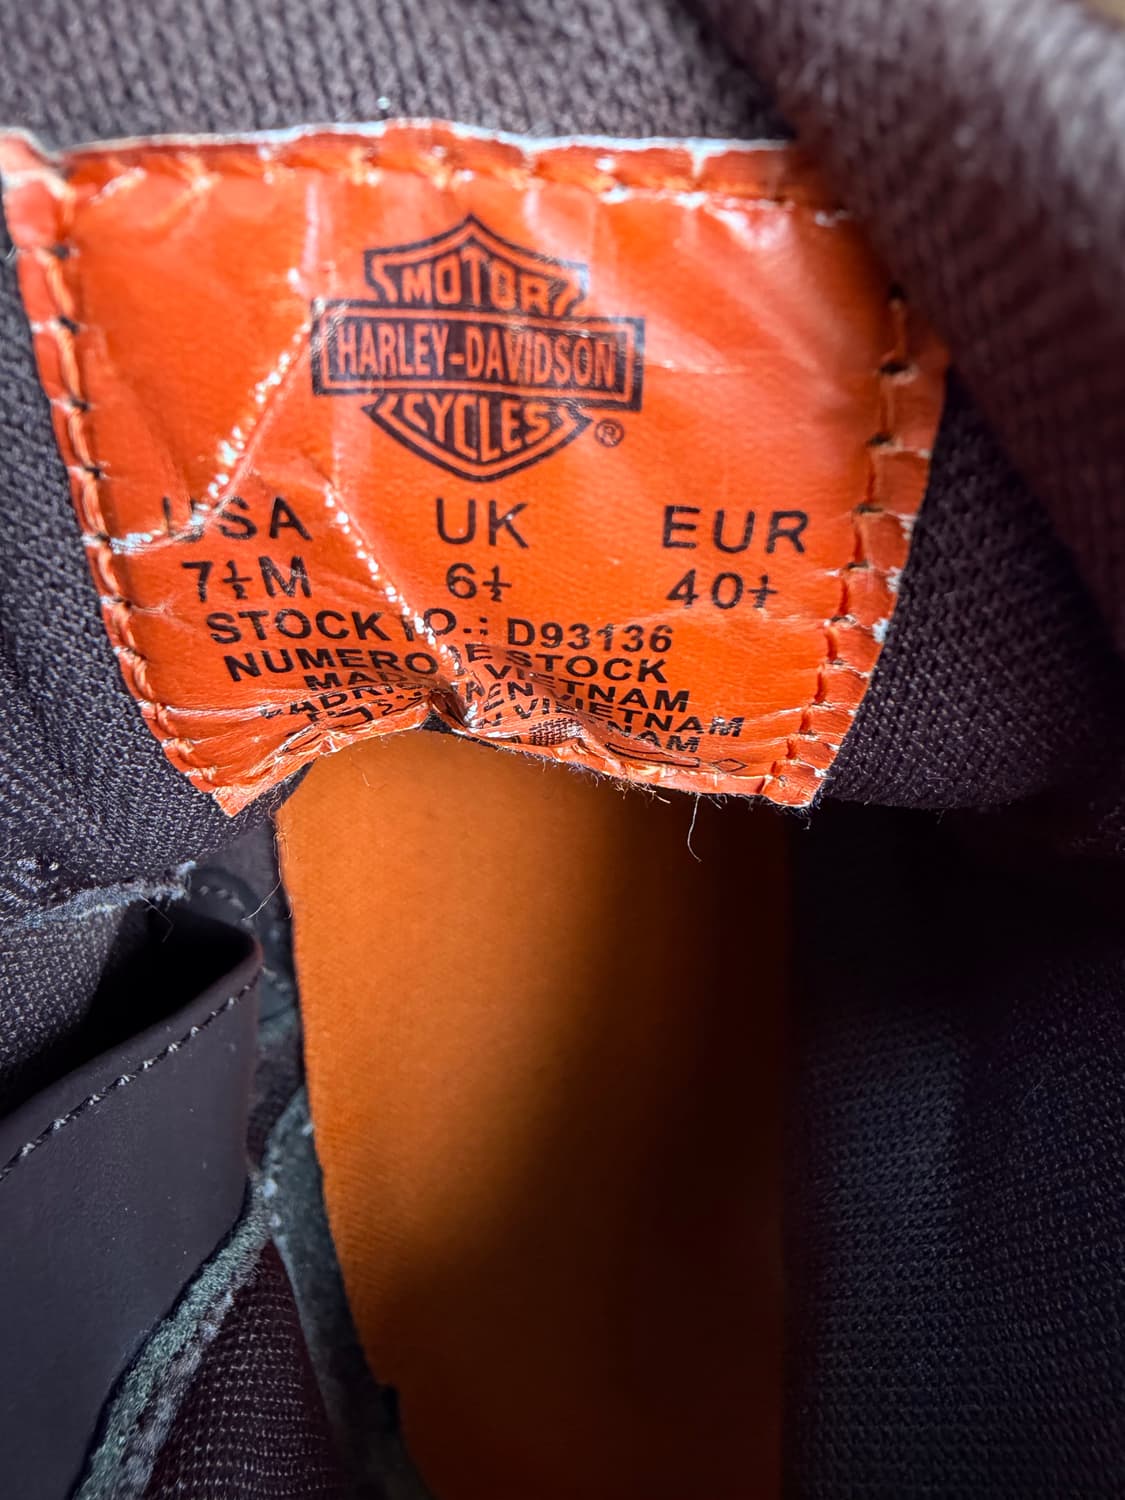 MOTOR
HARLEY-DAVIDSON
CYCLES ®
USA UK EUR
7½M 6½ 40½
STOCK NO.: D93136
NUMERO DE STOCK
MADE IN VIETNAM
EN VIETNAM